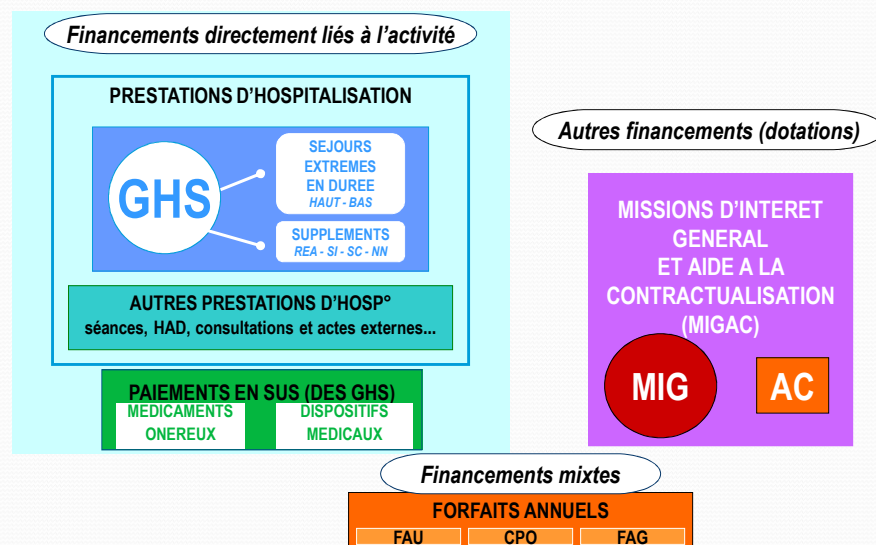 Financements directement liés à l'activité
PRESTATIONS D'HOSPITALISATION
GHS
SEJOURS
EXTREMES
EN DUREE
HAUT - BAS
SUPPLEMENTS
REA - SI - SC - NN
AUTRES PRESTATIONS D'HOSP°
séances, HAD, consultations et actes externes...
PAIEMENTS EN SUS (DES GHS)
MEDICAMENTS
ONEREUX
DISPOSITIFS
MEDICAUX
Autres financements (dotations)
MISSIONS D'INTERET
GENERAL
ET AIDE A LA
CONTRACTUALISATION
(MIGAC)
MIG
AC
Financements mixtes
FORFAITS ANNUELS
FAU
CPO
FAG